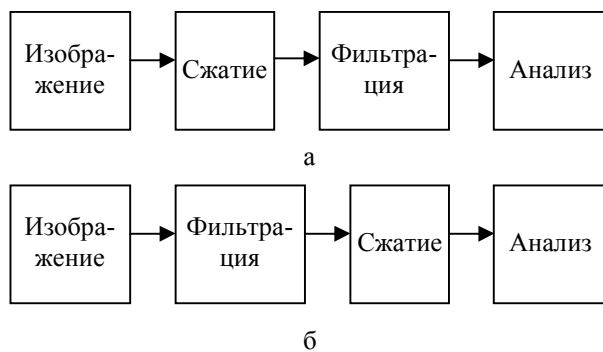 Изобра-
жение
Сжатие
Фильтра-
ция
Анализ
а
Изобра-
жение
Фильтра-
ция
Сжатие
Анализ
б